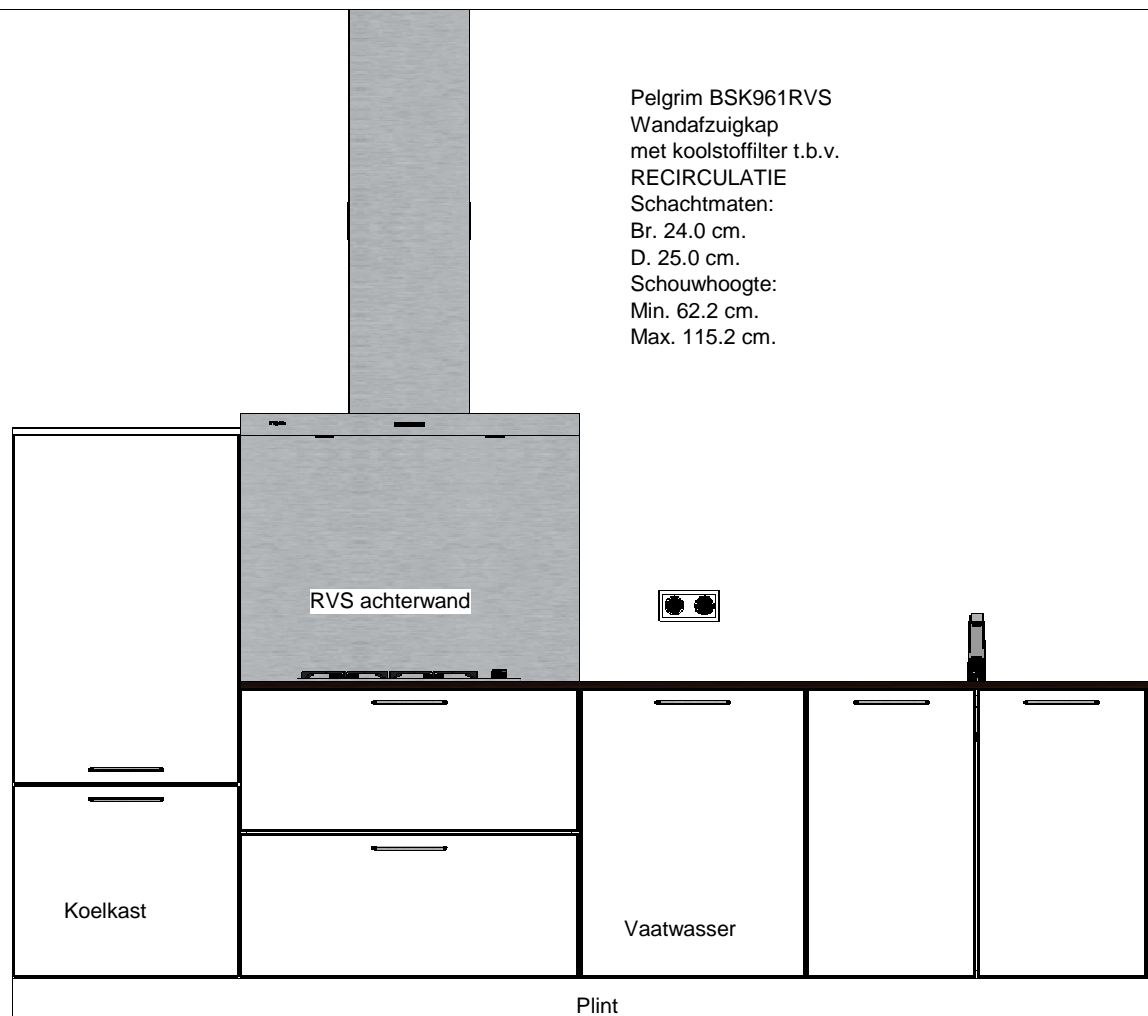 Pelgrim BSK961RVS
Wandafzuigkap
met koolstoffilter t.b.v.
RECIRCULATIE
Schachtmaten:
Br. 24.0 cm.
D. 25.0 cm.
Schouwhoogte:
Min. 62.2 cm.
Max. 115.2 cm.
RVS achterwand
Koelkast
Vaatwasser
Plint